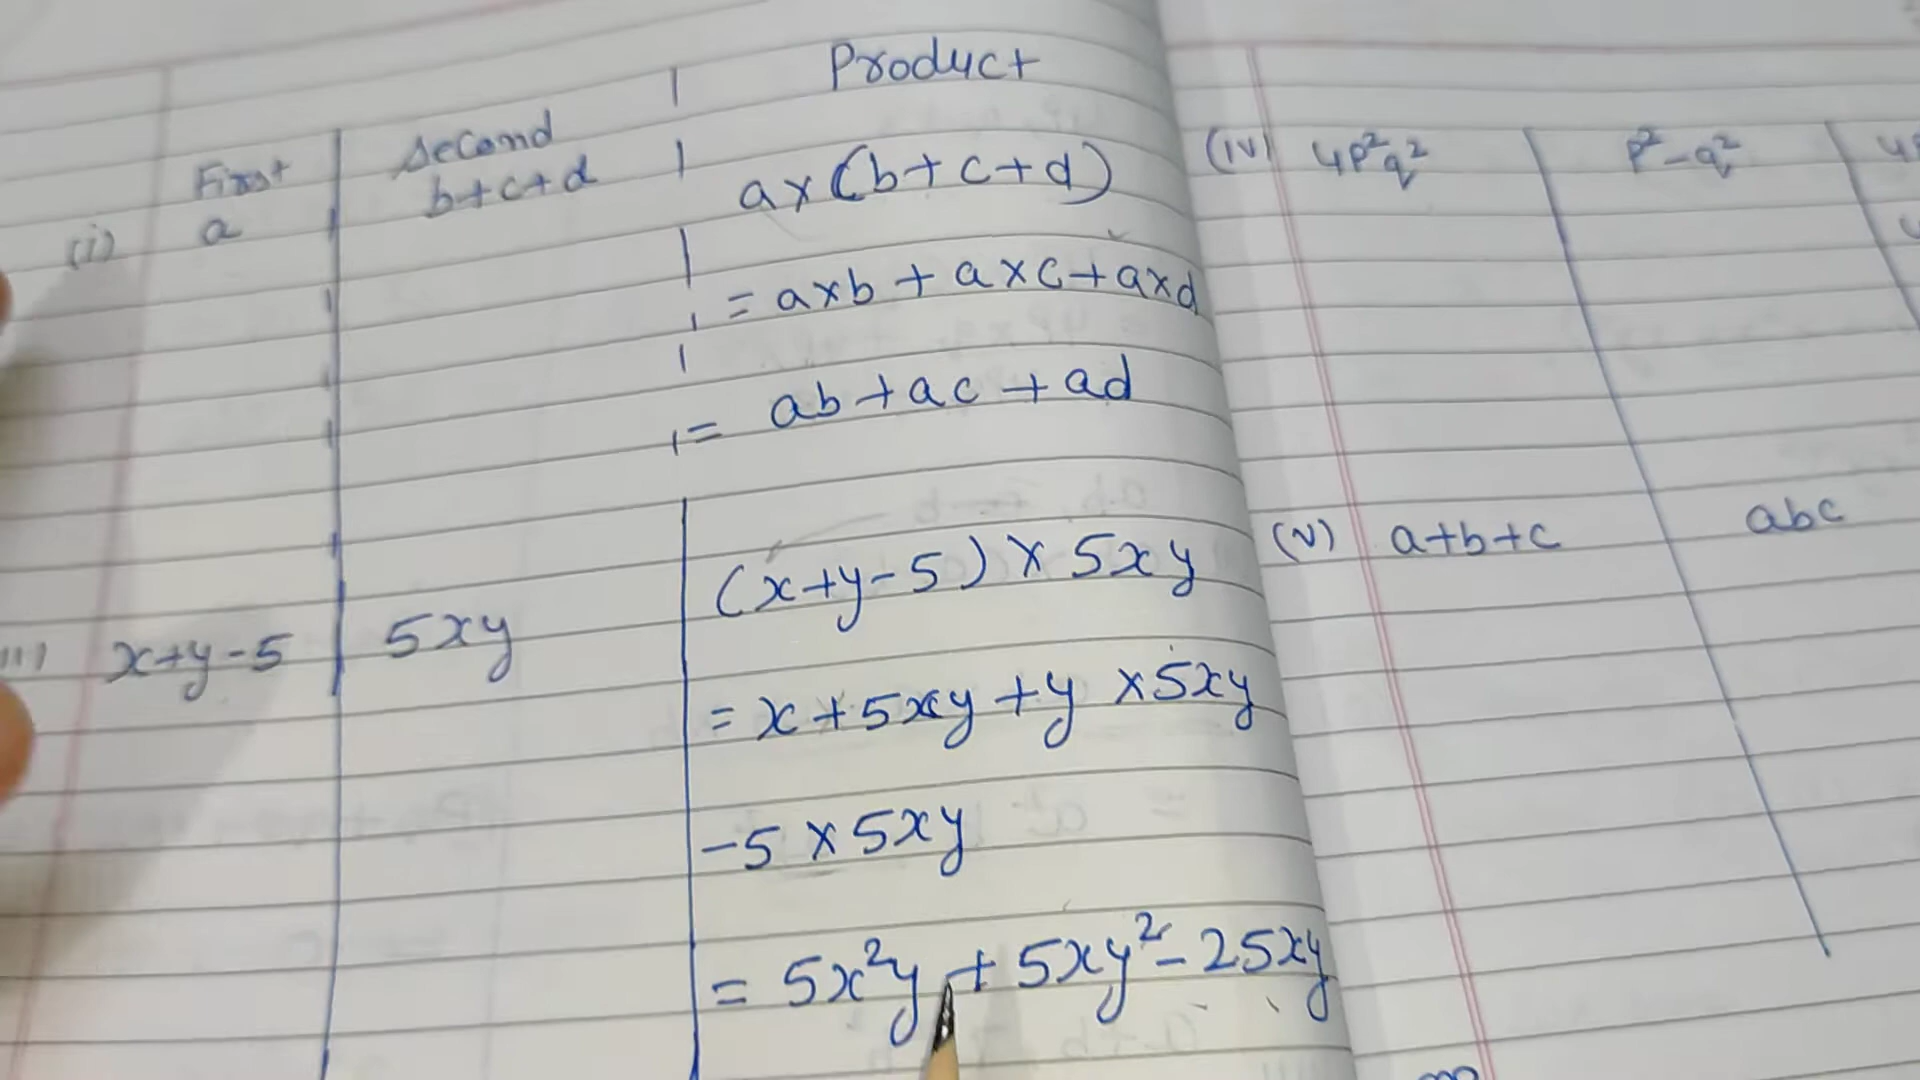 First | Second | Product
(i) a | b+c+d | a×(b+c+d)
= a×b + a×c+a×d
= ab+ac+ad
x+y-5 | 5xy | (x+y-5)×5xy
= x+5xy+y×5xy
-5×5xy
= 5x²y+5xy²-25xy
(iv) 4p²q² | p²-q²
(v) a+b+c abc